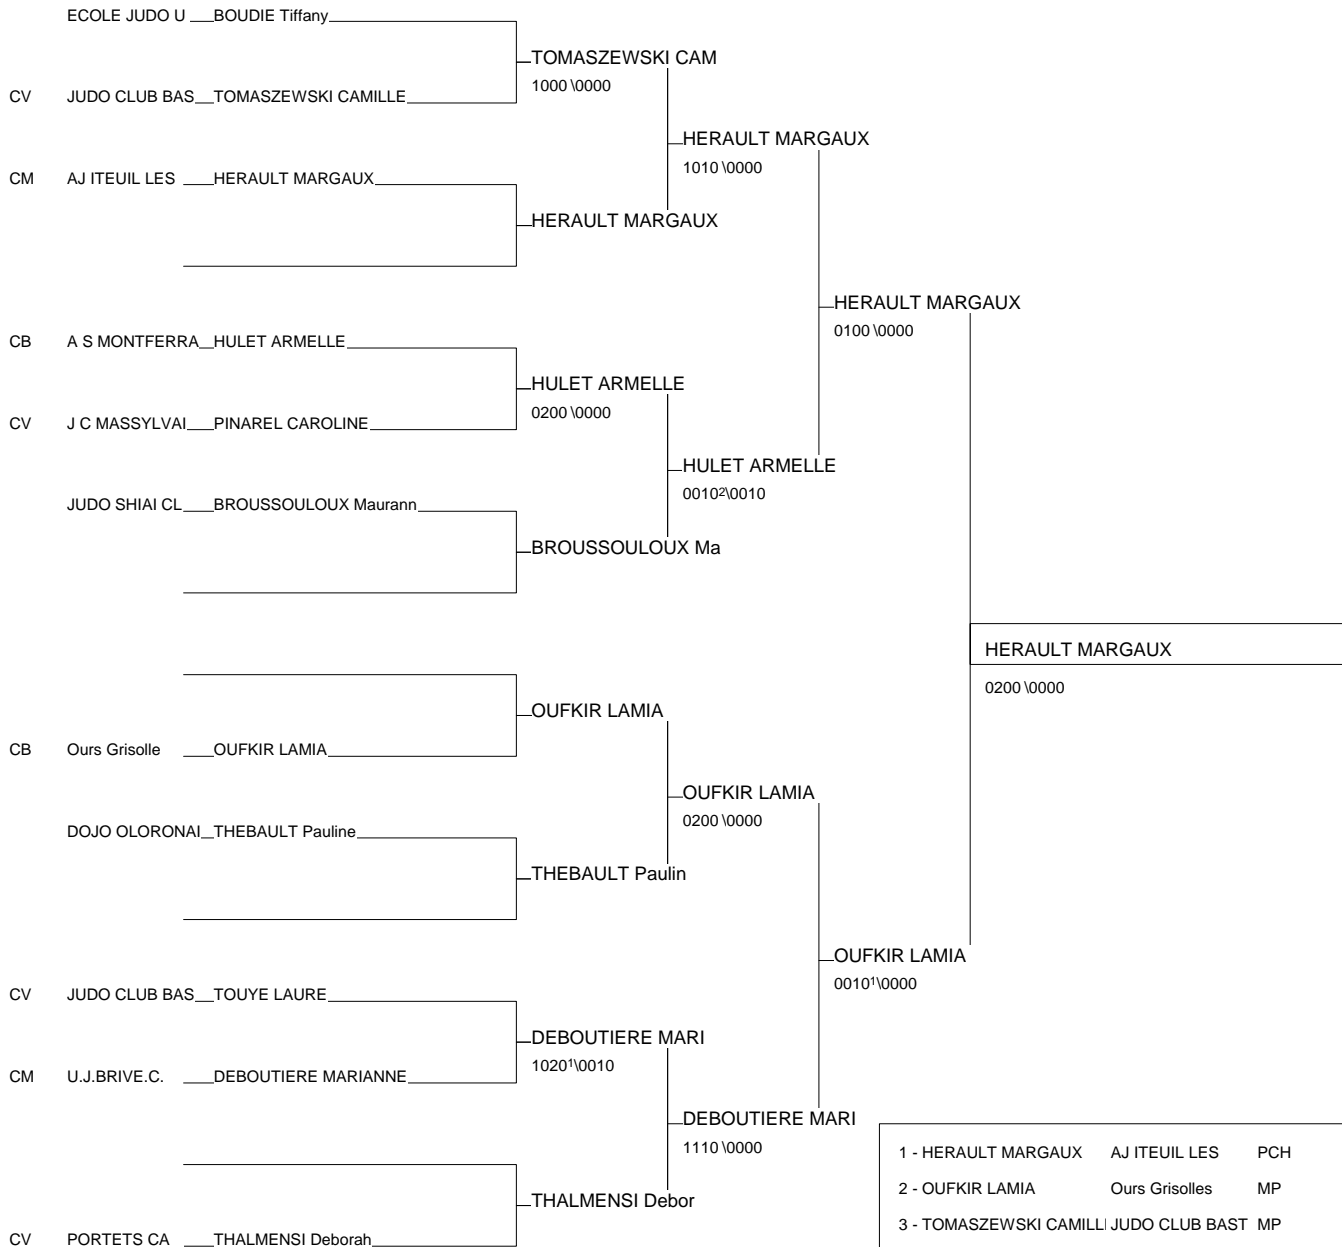 ECOLE JUDO U BOUDIE Tiffany
TOMASZEWSKI CAM
1000 \0000
CV JUDO CLUB BAS TOMASZEWSKI CAMILLE
HERAULT MARGAUX
1010 \0000
CM AJ ITEUIL LES HERAULT MARGAUX
HERAULT MARGAUX
HERAULT MARGAUX
0100 \0000
CB A S MONTFERRA HULET ARMELLE
HULET ARMELLE
0200 \0000
CV J C MASSYLVAI PINAREL CAROLINE
HULET ARMELLE
0010²\0010
JUDO SHIAI CL BROUSSOULOUX Maurann
BROUSSOULOUX Ma
HERAULT MARGAUX
0200 \0000
OUFKIR LAMIA
CB Ours Grisolle OUFKIR LAMIA
OUFKIR LAMIA
0200 \0000
DOJO OLORONAI THEBAULT Pauline
THEBAULT Paulin
OUFKIR LAMIA
0010¹\0000
CV JUDO CLUB BAS TOUYE LAURE
DEBOUTIERE MARI
1020¹\0010
CM U.J.BRIVE.C. DEBOUTIERE MARIANNE
DEBOUTIERE MARI
1110 \0000
THALMENSI Debor
CV PORTETS CA THALMENSI Deborah
1 - HERAULT MARGAUX AJ ITEUIL LES PCH
2 - OUFKIR LAMIA Ours Grisolles MP
3 - TOMASZEWSKI CAMILL JUDO CLUB BAST MP